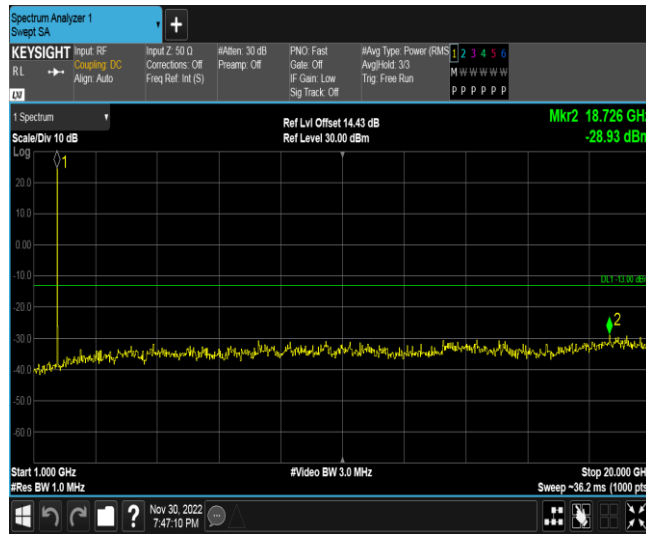 Spectrum Analyzer 1
Swept SA
+
KEYSIGHT
RL
LXI
Input: RF
Coupling: DC
Align: Auto
Input Z: 50 Ω
Corrections: Off
Freq Ref: Int (S)
#Atten: 30 dB
Preamp: Off
PNO: Fast
Gate: Off
IF Gain: Low
Sig Track: Off
#Avg Type: Power (RMS
Avg|Hold: 3/3
Trig: Free Run
1 2 3 4 5 6
M W W W W W
P P P P P P
1 Spectrum
Scale/Div 10 dB
Log
Ref Lvl Offset 14.43 dB
Ref Level 30.00 dBm
Mkr2 18.726 GHz
-28.93 dBm
1
20.0
10.0
0.00
-10.0
DL1 -13.00 dBm
-20.0
2
-30.0
-40.0
-50.0
-60.0
Start 1.000 GHz
#Res BW 1.0 MHz
#Video BW 3.0 MHz
Stop 20.000 GH
Sweep ~36.2 ms (1000 pts
?
Nov 30, 2022
7:47:10 PM